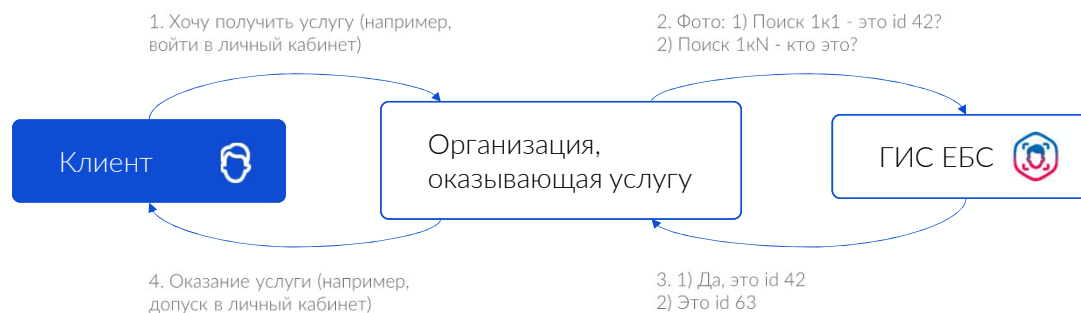 1. Хочу получить услугу (например,
войти в личный кабинет)
2. Фото: 1) Поиск 1к1 - это id 42?
2) Поиск 1кN - кто это?
Клиент
Организация,
оказывающая услугу
ГИС ЕБС
4. Оказание услуги (например,
допуск в личный кабинет)
3. 1) Да, это id 42
2) Это id 63